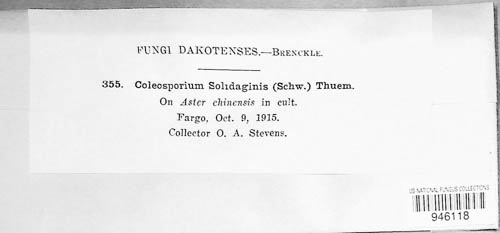 FUNGI DAKOTENSES.—BRENCKLE.
355. Coleosporium Solidaginis (Schw.) Thuem.
On Aster chinensis in cult.
Fargo, Oct. 9, 1915.
Collector O. A. Stevens.
US NATIONAL FUNGUS COLLECTIONS
946118